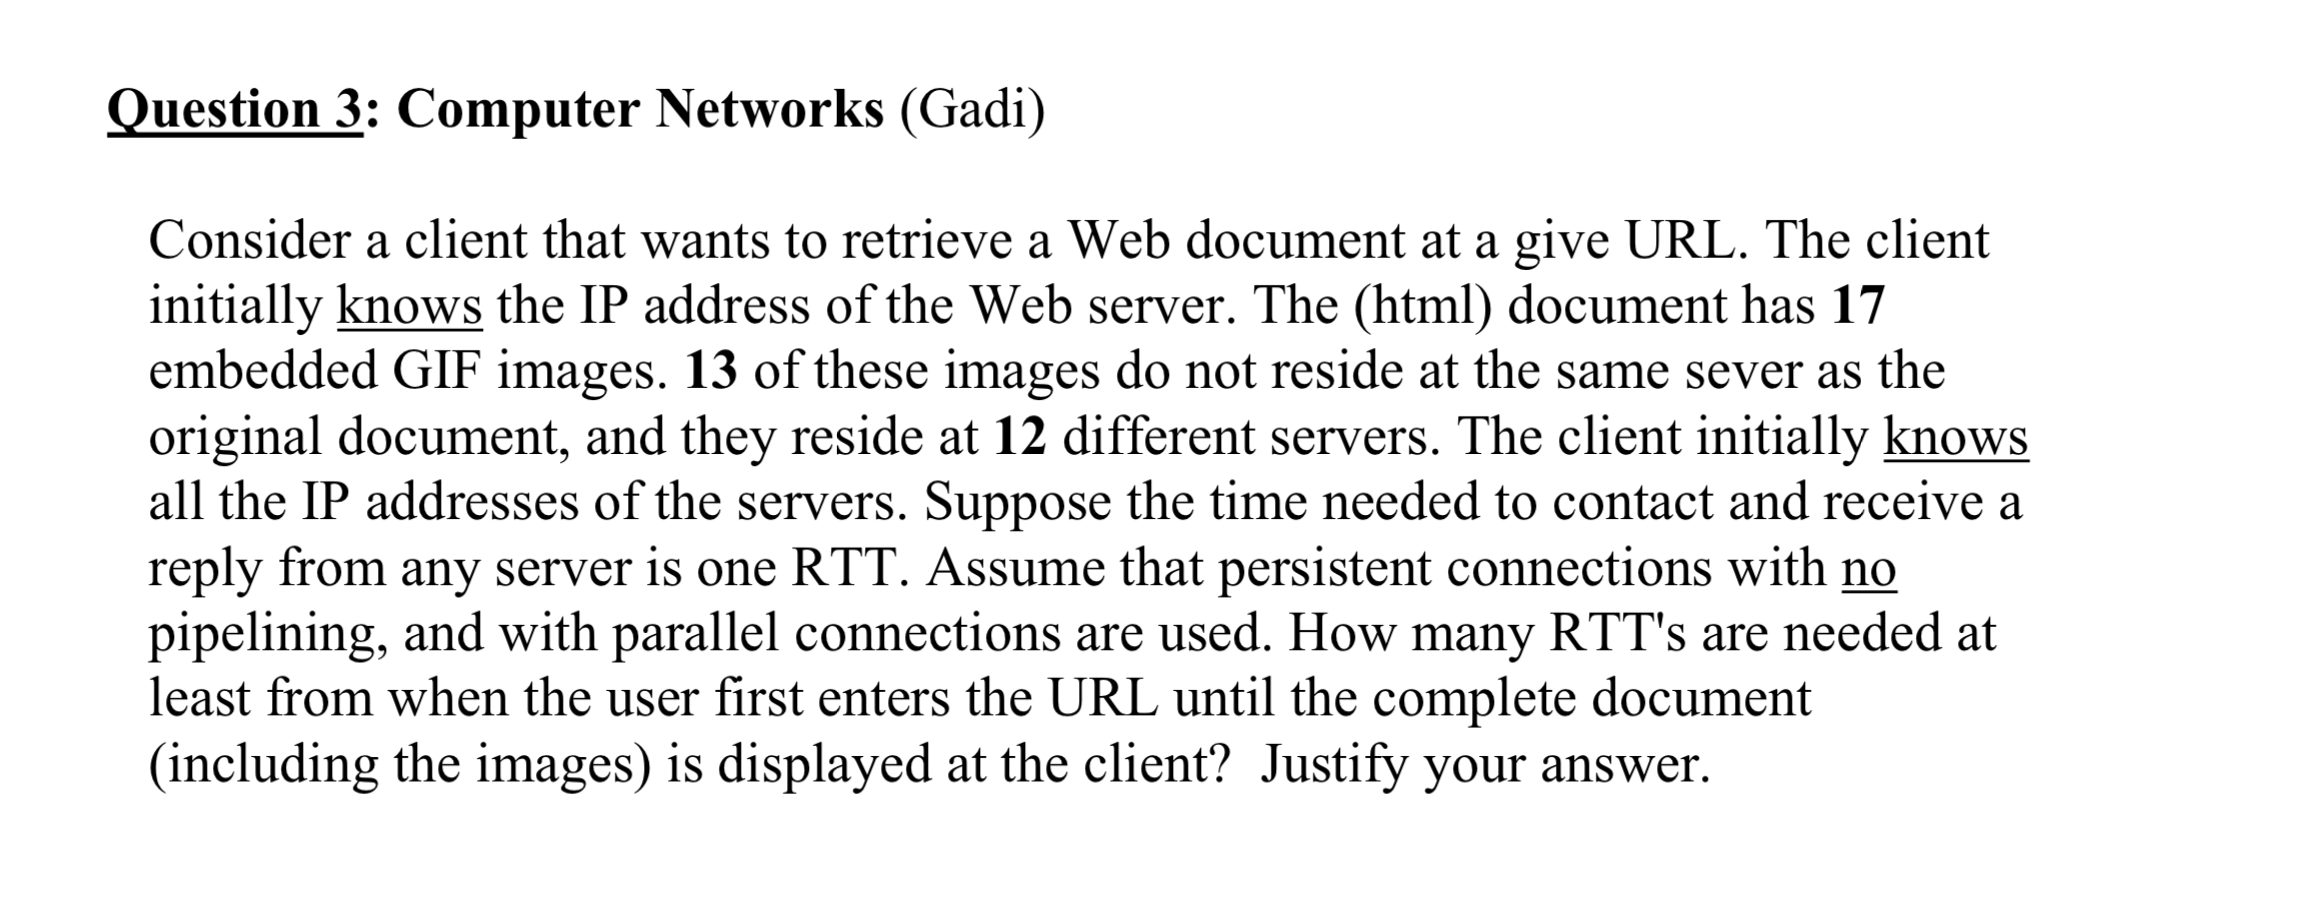 Question 3: Computer Networks (Gadi)
Consider a client that wants to retrieve a Web document at a give URL. The client
initially knows the IP address of the Web server. The (html) document has 17
embedded GIF images. 13 of these images do not reside at the same sever as the
original document, and they reside at 12 different servers. The client initially knows
all the IP addresses of the servers. Suppose the time needed to contact and receive a
reply from any server is one RTT. Assume that persistent connections with no
pipelining, and with parallel connections are used. How many RTT's are needed at
least from when the user first enters the URL until the complete document
(including the images) is displayed at the client?  Justify your answer.